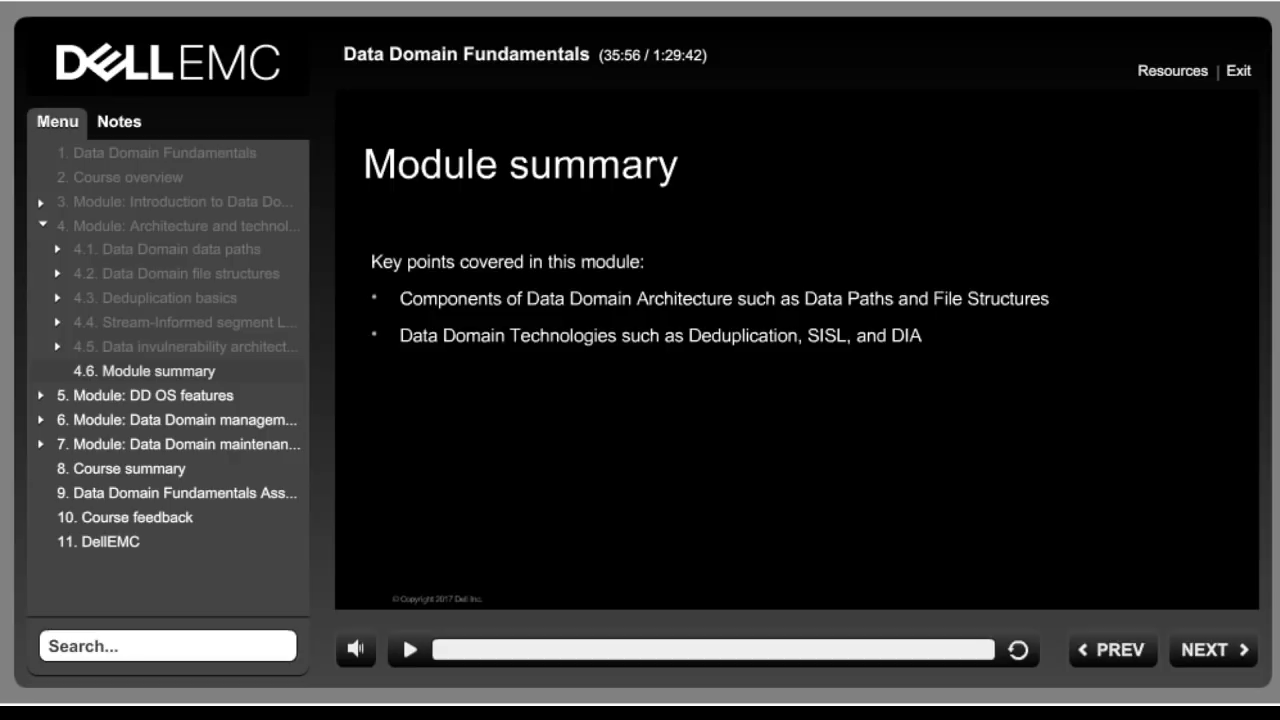 DELLEMC
Data Domain Fundamentals (35:56 / 1:29:42)
Resources | Exit
Menu Notes
1. Data Domain Fundamentals
2. Course overview
3. Module: Introduction to Data Do...
4. Module: Architecture and technol...
4.1. Data Domain data paths
4.2. Data Domain file structures
4.3. Deduplication basics
4.4. Stream-Informed segment L...
4.5. Data invulnerability architect...
4.6. Module summary
5. Module: DD OS features
6. Module: Data Domain managem...
7. Module: Data Domain maintenan...
8. Course summary
9. Data Domain Fundamentals Ass...
10. Course feedback
11. DellEMC
Search...
Module summary
Key points covered in this module:
• Components of Data Domain Architecture such as Data Paths and File Structures
• Data Domain Technologies such as Deduplication, SISL, and DIA
© Copyright 2017 Dell Inc.
PREV
NEXT